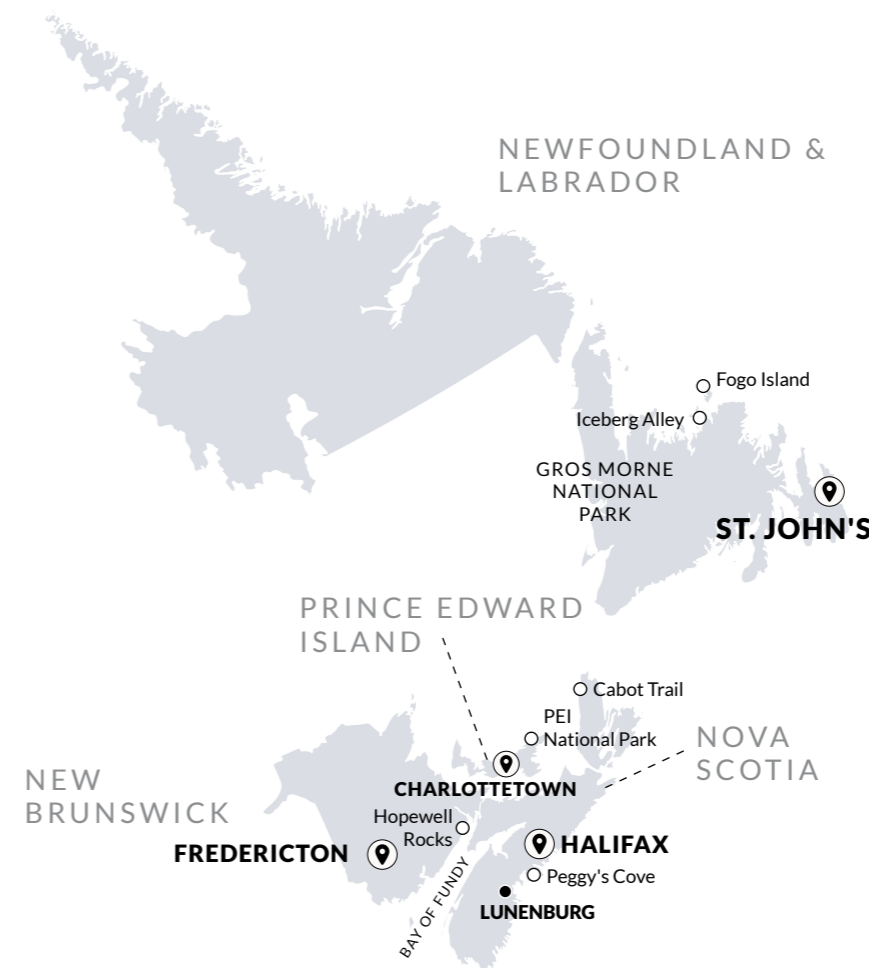 NEWFOUNDLAND &
LABRADOR
Fogo Island
Iceberg Alley
GROS MORNE
NATIONAL
PARK
ST. JOHN'S
PRINCE EDWARD
ISLAND
Cabot Trail
PEI
National Park
NOVA
SCOTIA
CHARLOTTETOWN
NEW
BRUNSWICK
Hopewell
Rocks
FREDERICTON
HALIFAX
Peggy's Cove
BAY OF FUNDY
LUNENBURG